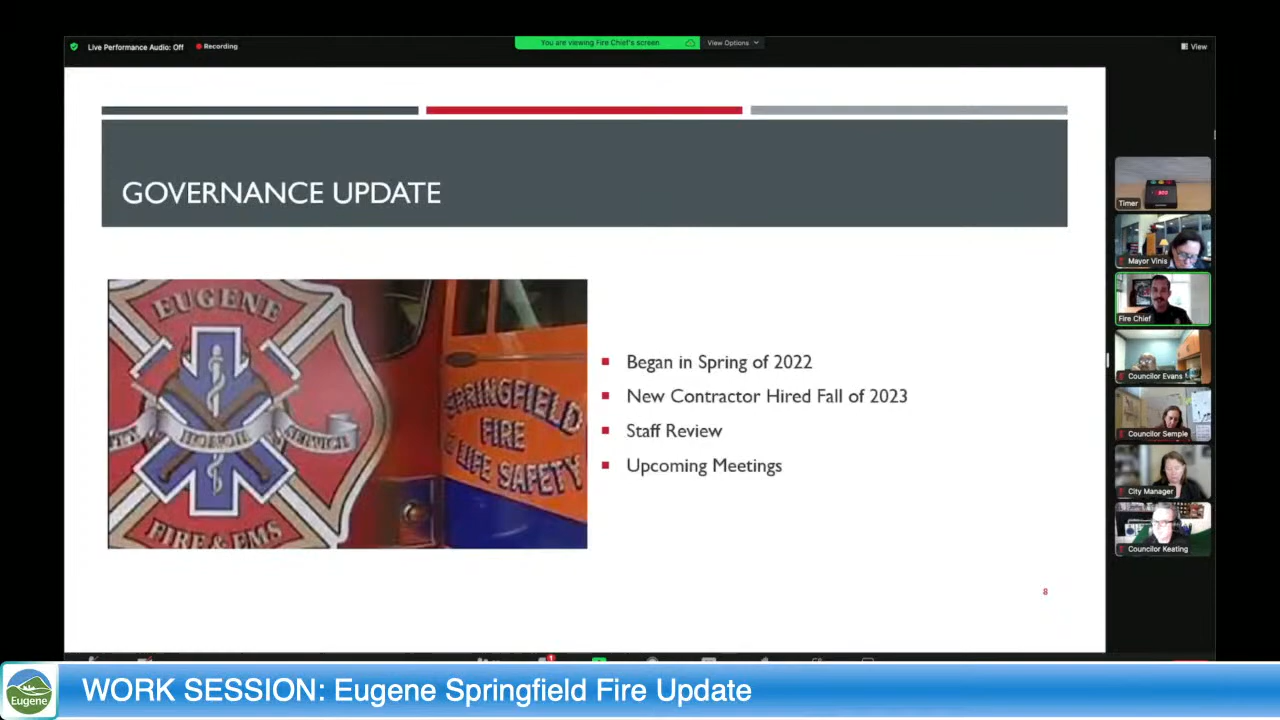 Live Performance Audio: Off
Recording
You are viewing Fire Chief's screen
View Options
View
GOVERNANCE UPDATE
EUGENE
HONOR
SERVICE
FIRE & EMS
SPRINGFIELD
FIRE
& LIFE SAFETY
Began in Spring of 2022
New Contractor Hired Fall of 2023
Staff Review
Upcoming Meetings
8
Timer
Mayor Vinis
Fire Chief
Councilor Evans
Councilor Semple
City Manager
Councilor Keating
1
Eugene
WORK SESSION: Eugene Springfield Fire Update